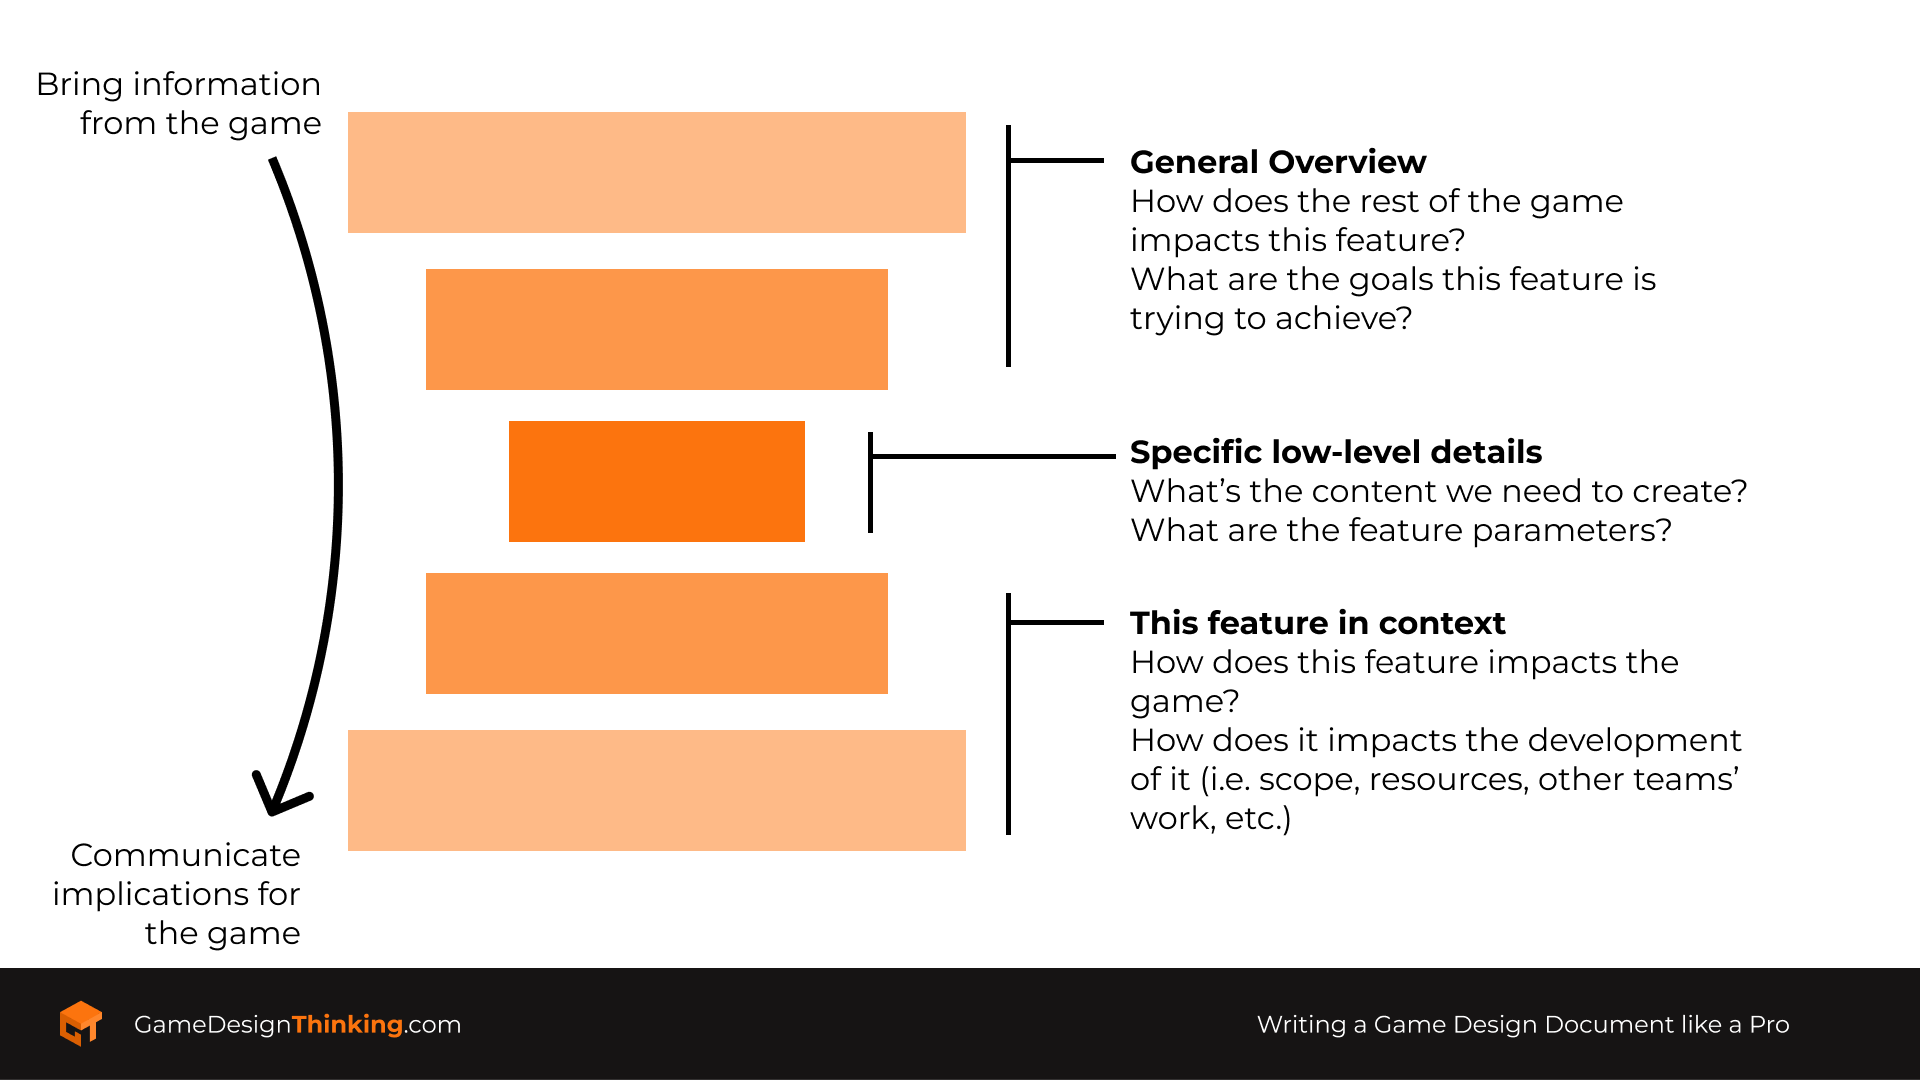 Bring information
from the game
General Overview
How does the rest of the game
impacts this feature?
What are the goals this feature is
trying to achieve?
Specific low-level details
What’s the content we need to create?
What are the feature parameters?
This feature in context
How does this feature impacts the
game?
How does it impacts the development
of it (i.e. scope, resources, other teams’
work, etc.)
Communicate
implications for
the game
GameDesignThinking.com
Writing a Game Design Document like a Pro